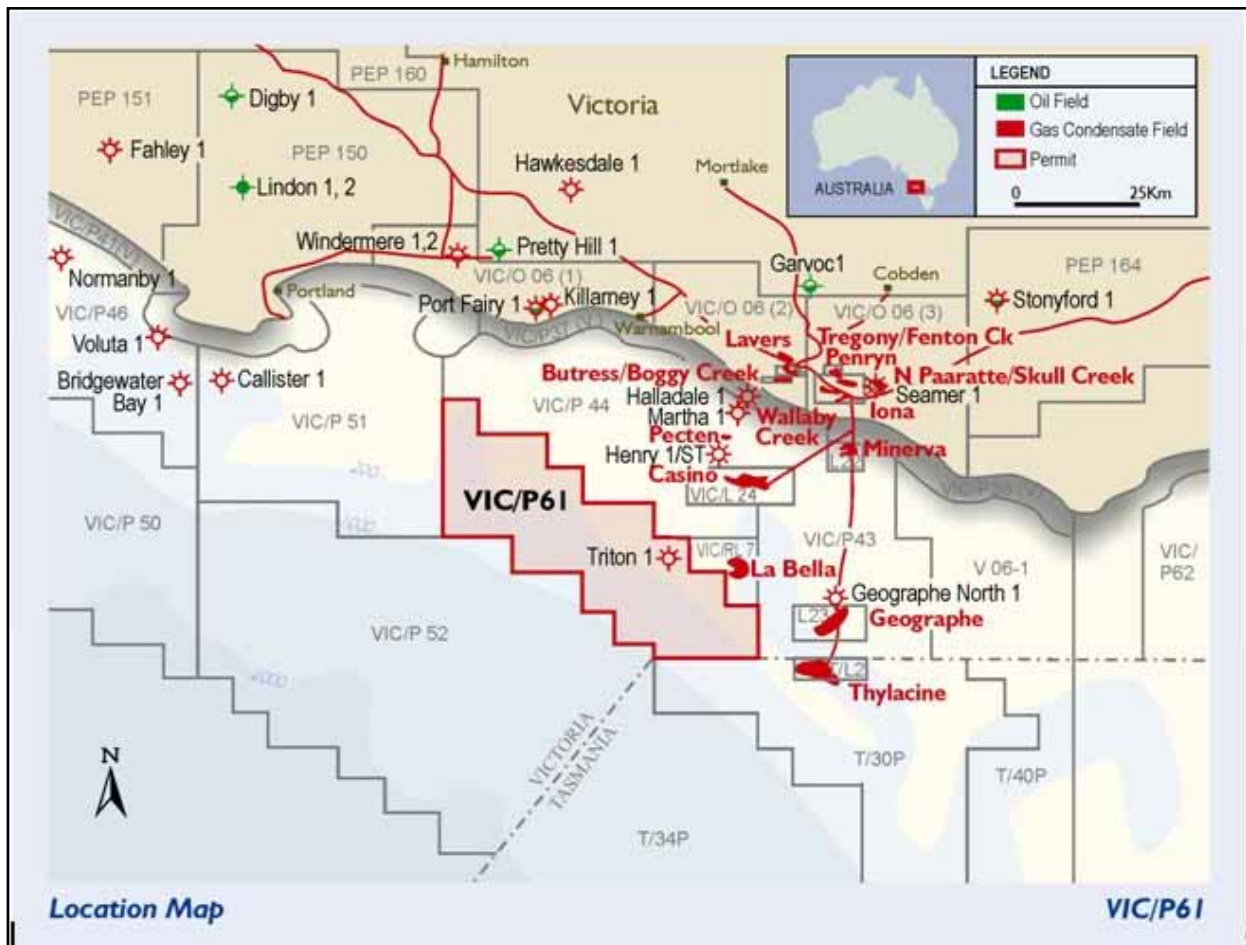 Hamilton
PEP 160
PEP 151
Digby 1
Victoria
Fahley 1
PEP 150
Hawkesdale 1
Mortlake
Lindon 1, 2
AUSTRALIA
LEGEND
Oil Field
Gas Condensate Field
Permit
0 25Km
VIC/P41(V)
Windermere 1,2
Pretty Hill 1
Garvoc1
Cobden
PEP 164
Normanby 1
Portland
VIC/O 06 (1)
Port Fairy 1
Killarney 1
VIC/O 06 (2)
VIC/O 06 (3)
Stonyford 1
VIC/P46
Warnambool
Voluta 1
Lavers
Tregony/Fenton Ck
Penryn
Bridgewater
Bay 1
Callister 1
Butress/Boggy Creek
N Paaratte/Skull Creek
Halladale 1
Seamer 1
Martha 1
Wallaby
Creek
Iona
VIC/P 51
VIC/P 44
Pecten
Henry 1/ST
Minerva
Casino
VIC/L 24
VIC/P61
VIC/P 50
VIC/P43
Triton 1
VIC/RL 7
La Bella
V 06-1
VIC/
P62
Geographe North 1
L23
Geographe
VIC/P 52
T/L2
Thylacine
VICTORIA
TASMANIA
N
T/30P
T/40P
T/34P
Location Map
VIC/P61